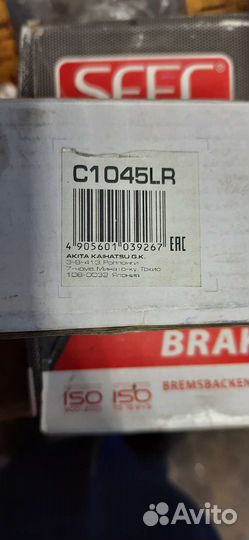 C1045LR
4 905601 039267
EAC
AKITA KAIHATSU G.K.
3-8-413, Роппонги
7-чоме, Минато-ку, Токио
106-0032, Япония
BRAK
BREMSBACKEN
ISO
ISO
Avito